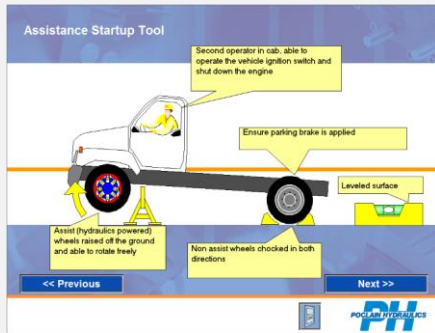 Assistance Startup Tool
Second operator in cab. able to
operate the vehicle ignition switch and
shut down the engine
Ensure parking brake is applied
Leveled surface
Assist (hydraulics powered)
wheels raised off the ground
and able to rotate freely
Non assist wheels chocked in both
directions
<< Previous
Next >>
PH
POCLAIN HYDRAULICS